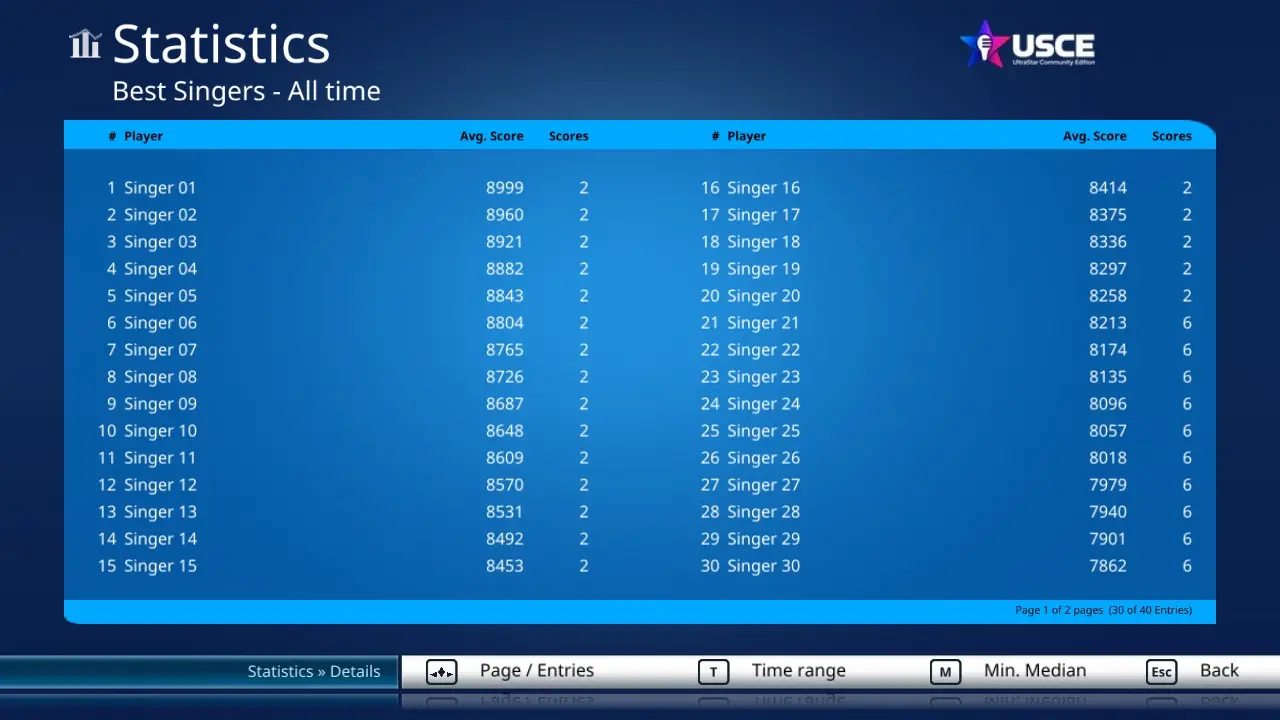 Statistics
Best Singers - All time
USCE
UltraStar Community Edition
# Player Avg. Score Scores # Player Avg. Score Scores
1 Singer 01 8999 2 16 Singer 16 8414 2
2 Singer 02 8960 2 17 Singer 17 8375 2
3 Singer 03 8921 2 18 Singer 18 8336 2
4 Singer 04 8882 2 19 Singer 19 8297 2
5 Singer 05 8843 2 20 Singer 20 8258 2
6 Singer 06 8804 2 21 Singer 21 8213 6
7 Singer 07 8765 2 22 Singer 22 8174 6
8 Singer 08 8726 2 23 Singer 23 8135 6
9 Singer 09 8687 2 24 Singer 24 8096 6
10 Singer 10 8648 2 25 Singer 25 8057 6
11 Singer 11 8609 2 26 Singer 26 8018 6
12 Singer 12 8570 2 27 Singer 27 7979 6
13 Singer 13 8531 2 28 Singer 28 7940 6
14 Singer 14 8492 2 29 Singer 29 7901 6
15 Singer 15 8453 2 30 Singer 30 7862 6
Page 1 of 2 pages (30 of 40 Entries)
Statistics » Details Page / Entries T Time range M Min. Median Esc Back